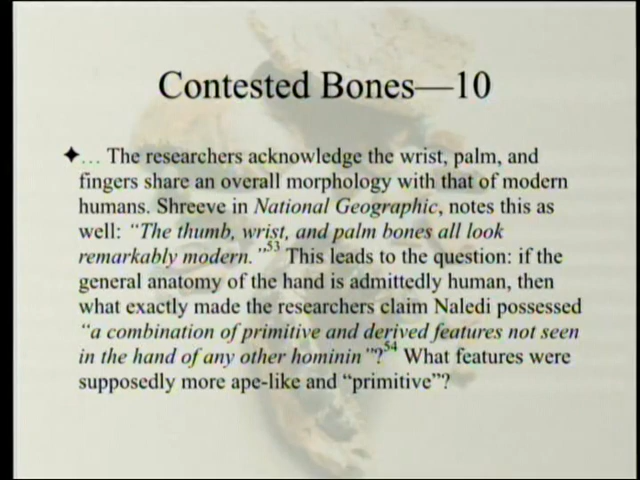 Contested Bones—10
✦… The researchers acknowledge the wrist, palm, and
fingers share an overall morphology with that of modern
humans. Shreeve in National Geographic, notes this as
well: “The thumb, wrist, and palm bones all look
remarkably modern.”53 This leads to the question: if the
general anatomy of the hand is admittedly human, then
what exactly made the researchers claim Naledi possessed
“a combination of primitive and derived features not seen
in the hand of any other hominin”?54 What features were
supposedly more ape-like and “primitive”?